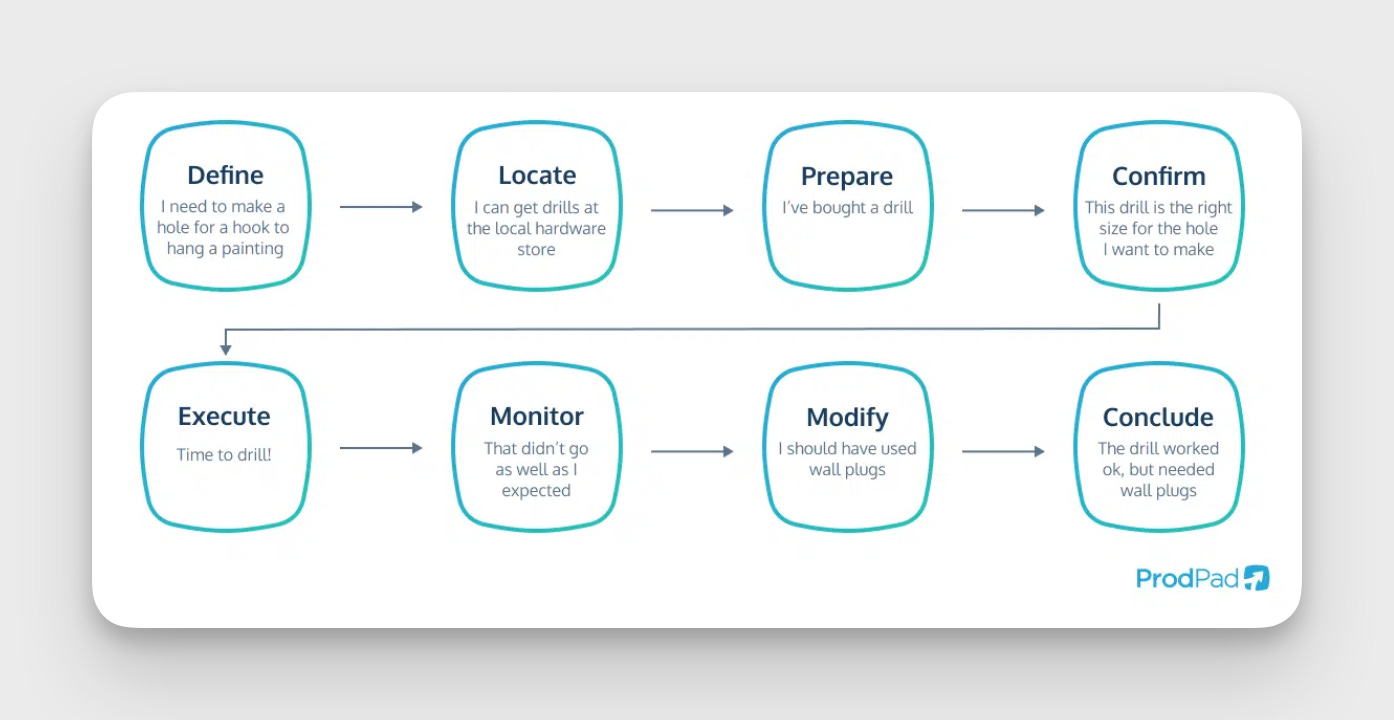 Define
I need to make a
hole for a hook to
hang a painting
Locate
I can get drills at
the local hardware
store
Prepare
I've bought a drill
Confirm
This drill is the right
size for the hole
I want to make
Execute
Time to drill!
Monitor
That didn't go
as well as I
expected
Modify
I should have used
wall plugs
Conclude
The drill worked
ok, but needed
wall plugs
ProdPad